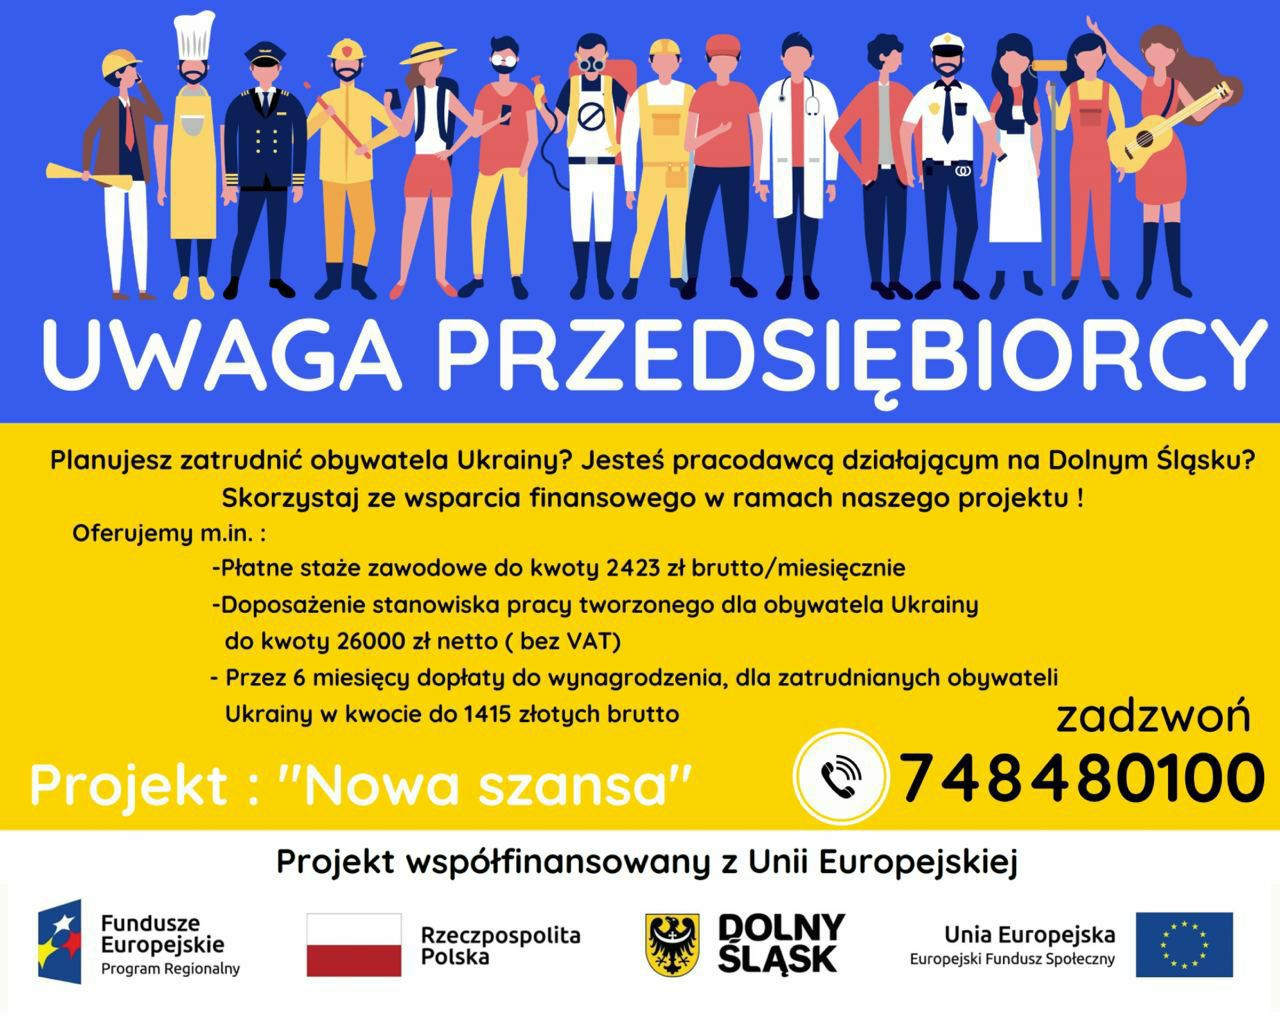 UWAGA PRZEDSIĘBIORCY
Planujesz zatrudnić obywatela Ukrainy? Jesteś pracodawcą działającym na Dolnym Śląsku?
Skorzystaj ze wsparcia finansowego w ramach naszego projektu !
Oferujemy m.in. :
-Płatne staże zawodowe do kwoty 2423 zł brutto/miesięcznie
-Doposażenie stanowiska pracy tworzonego dla obywatela Ukrainy
do kwoty 26000 zł netto ( bez VAT)
- Przez 6 miesięcy dopłaty do wynagrodzenia, dla zatrudnianych obywateli
Ukrainy w kwocie do 1415 złotych brutto
zadzwoń
748480100
Projekt : "Nowa szansa"
Projekt współfinansowany z Unii Europejskiej
Fundusze
Europejskie
Program Regionalny
Rzeczpospolita
Polska
DOLNY
ŚLĄSK
Unia Europejska
Europejski Fundusz Społeczny